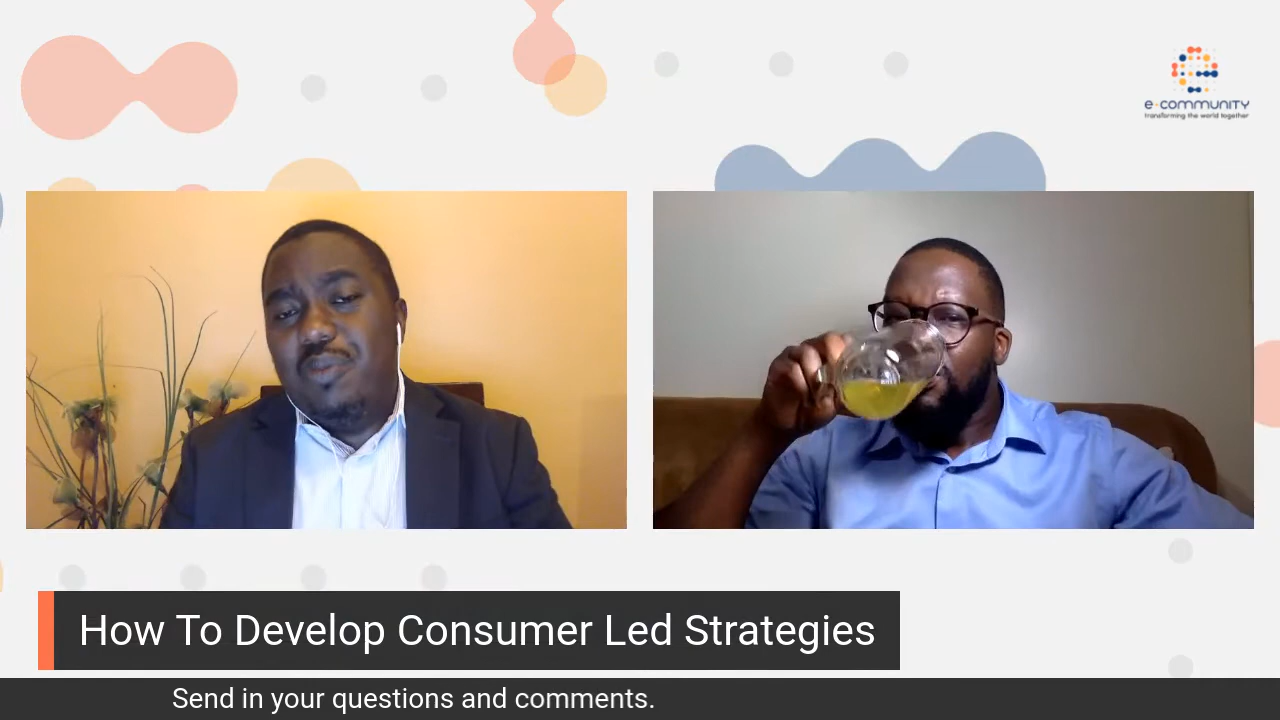 e·community
transforming the world together
How To Develop Consumer Led Strategies
Send in your questions and comments.